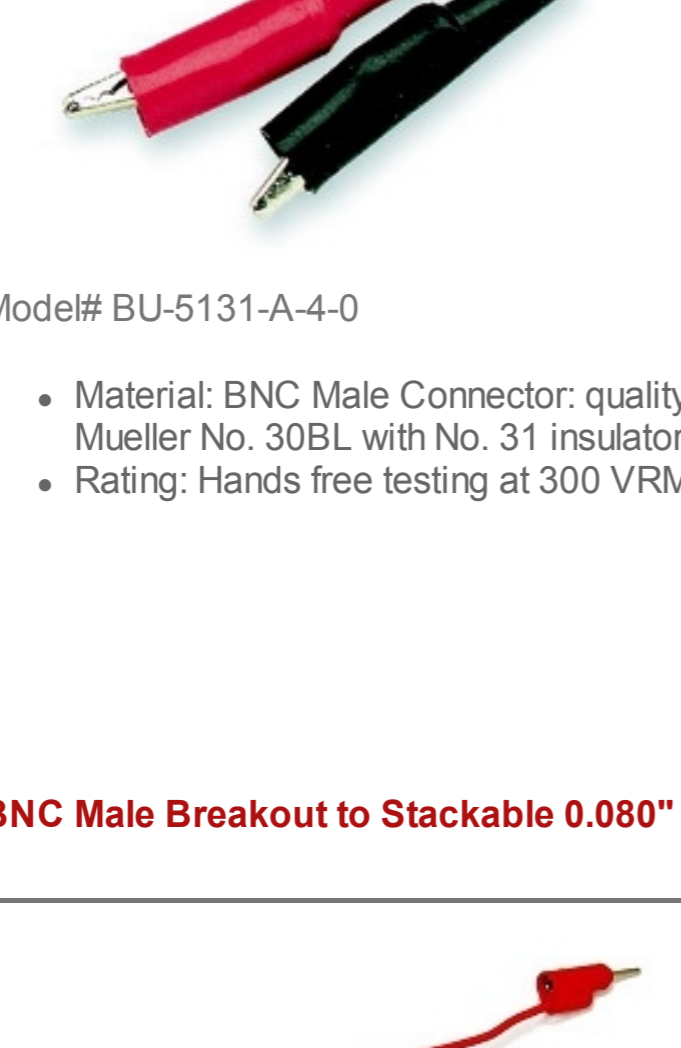 Model# BU-5131-A-4-0
• Material: BNC Male Connector: quality
Mueller No. 30BL with No. 31 insulator
• Rating: Hands free testing at 300 VRM
BNC Male Breakout to Stackable 0.080"